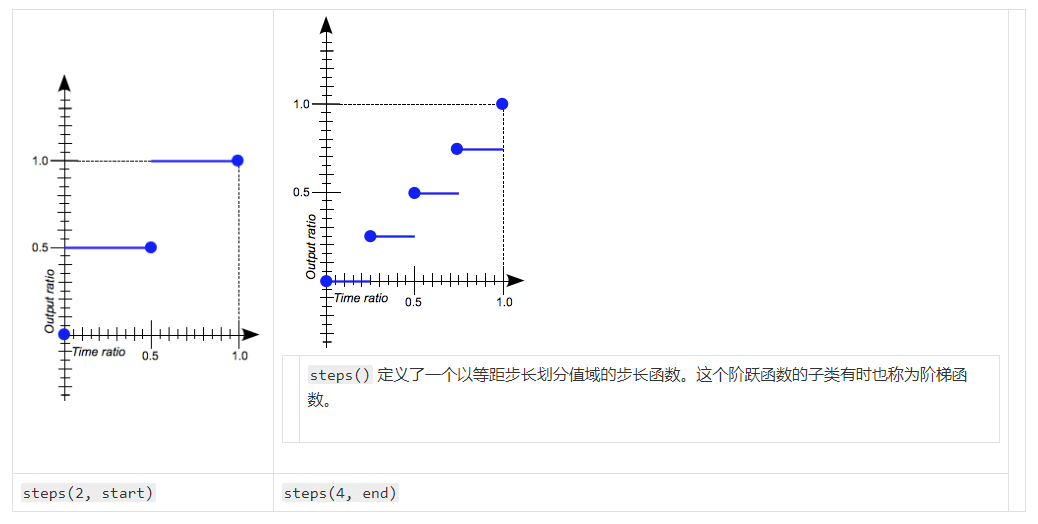 1.0
0.5
Output ratio
Time ratio
0.5
1.0
1.0
0.5
Output ratio
Time ratio
0.5
1.0
steps() 定义了一个以等距步长划分值域的步长函数。这个阶跃函数的子类有时也称为阶梯函
数。
steps(2, start)
steps(4, end)